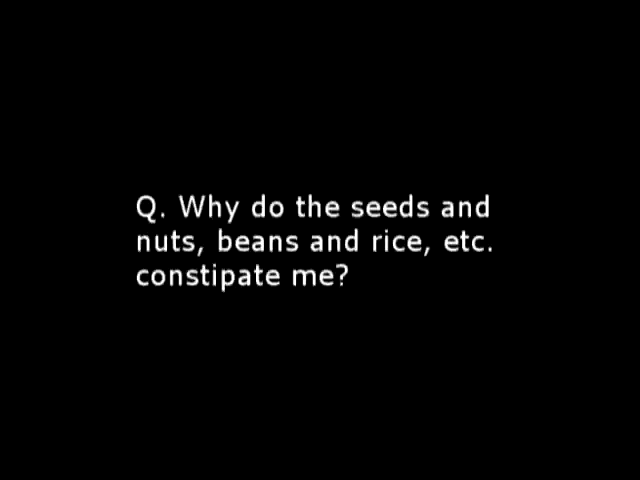 Q. Why do the seeds and
nuts, beans and rice, etc.
constipate me?